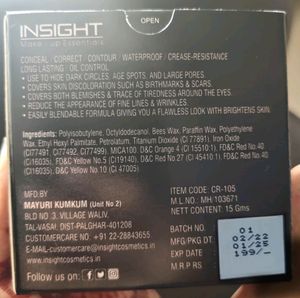 OPEN
INSIGHT
Make-up Essentials
CONCEAL / CORRECT / CONTOUR / WATERPROOF / CREASE-RESISTANCE
LONG LASTING / OIL CONTROL
• USE TO HIDE DARK CIRCLES, AGE SPOTS, AND LARGE PORES.
• COVERS SKIN DISCOLORATION SUCH AS BIRTHMARKS & SCARS.
• COVERS BOTH BLEMISHES & TRACE OF TIREDNESS AROUND THE EYES.
• REDUCE THE APPEARANCE OF FINE LINES & WRINKLES.
• EASILY BLENDABLE FORMULA GIVING YOU A FLAWLESS LOOK WITH BRIGHTENS SKIN.
Ingredients: Polyisobutylene, Octyldodecanol, Bees Wax, Paraffin Wax, Polyethylene
Wax, Ethyl Hexyl Palmitate, Petrolatum, Titanium Dioxide (CI 77891), Iron Oxide
(CI77491, CI77492, CI77499), MICA100, D&C Orange 4 (CI 15510:1), FD&C Red No. 40
(CI16035), FD&C Yellow No.5 (CI19140), D&C Red No 27 (CI 45410:1), FD&C Red No. 40
(CI16035), D&C Yellow No 10 (CI 47005)
MFD.BY
MAYURI KUMKUM (Unit No 2)
BLD NO .3. VILLAGE WALIV.
TAL-VASAI. DIST-PALGHAR-401208
CUSTOMERCARE NO. +91 22-28843655
E-MAIL-customercare@insightcosmetics.in
insightcosmetics.in
Follow us on :
ITEM CODE: CR-105
M.L NO.: MH:103671
NETT CONTENT: 15 Gms
BATCH NO. 01
MFG/PKG DT. 02/22
EXP DT. 01/25
M R P RS 199/-